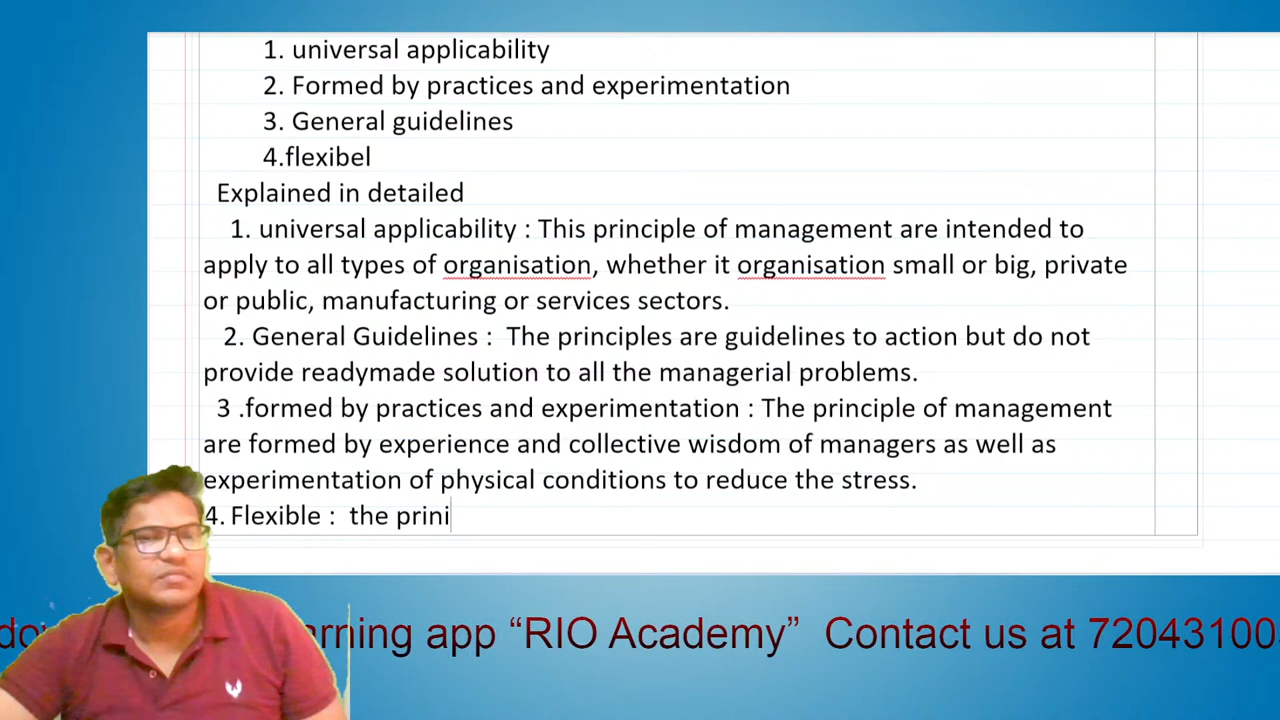 1. universal applicability
2. Formed by practices and experimentation
3. General guidelines
4.flexibel
Explained in detailed
1. universal applicability : This principle of management are intended to
apply to all types of organisation, whether it organisation small or big, private
or public, manufacturing or services sectors.
2. General Guidelines : The principles are guidelines to action but do not
provide readymade solution to all the managerial problems.
3 .formed by practices and experimentation : The principle of management
are formed by experience and collective wisdom of managers as well as
experimentation of physical conditions to reduce the stress.
4. Flexible : the prini
app “RIO Academy” Contact us at 72043100